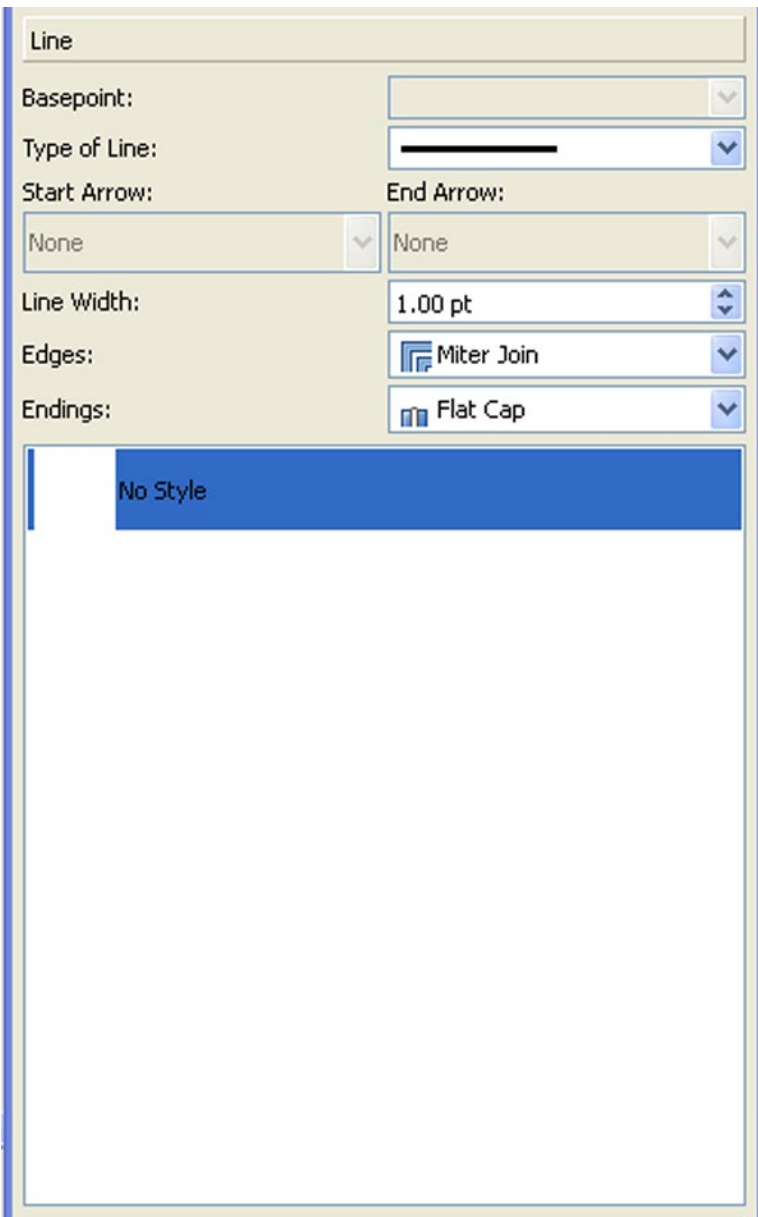 Line
Basepoint:
Type of Line:
Start Arrow: End Arrow:
None None
Line Width: 1.00 pt
Edges: Miter Join
Endings: Flat Cap
No Style